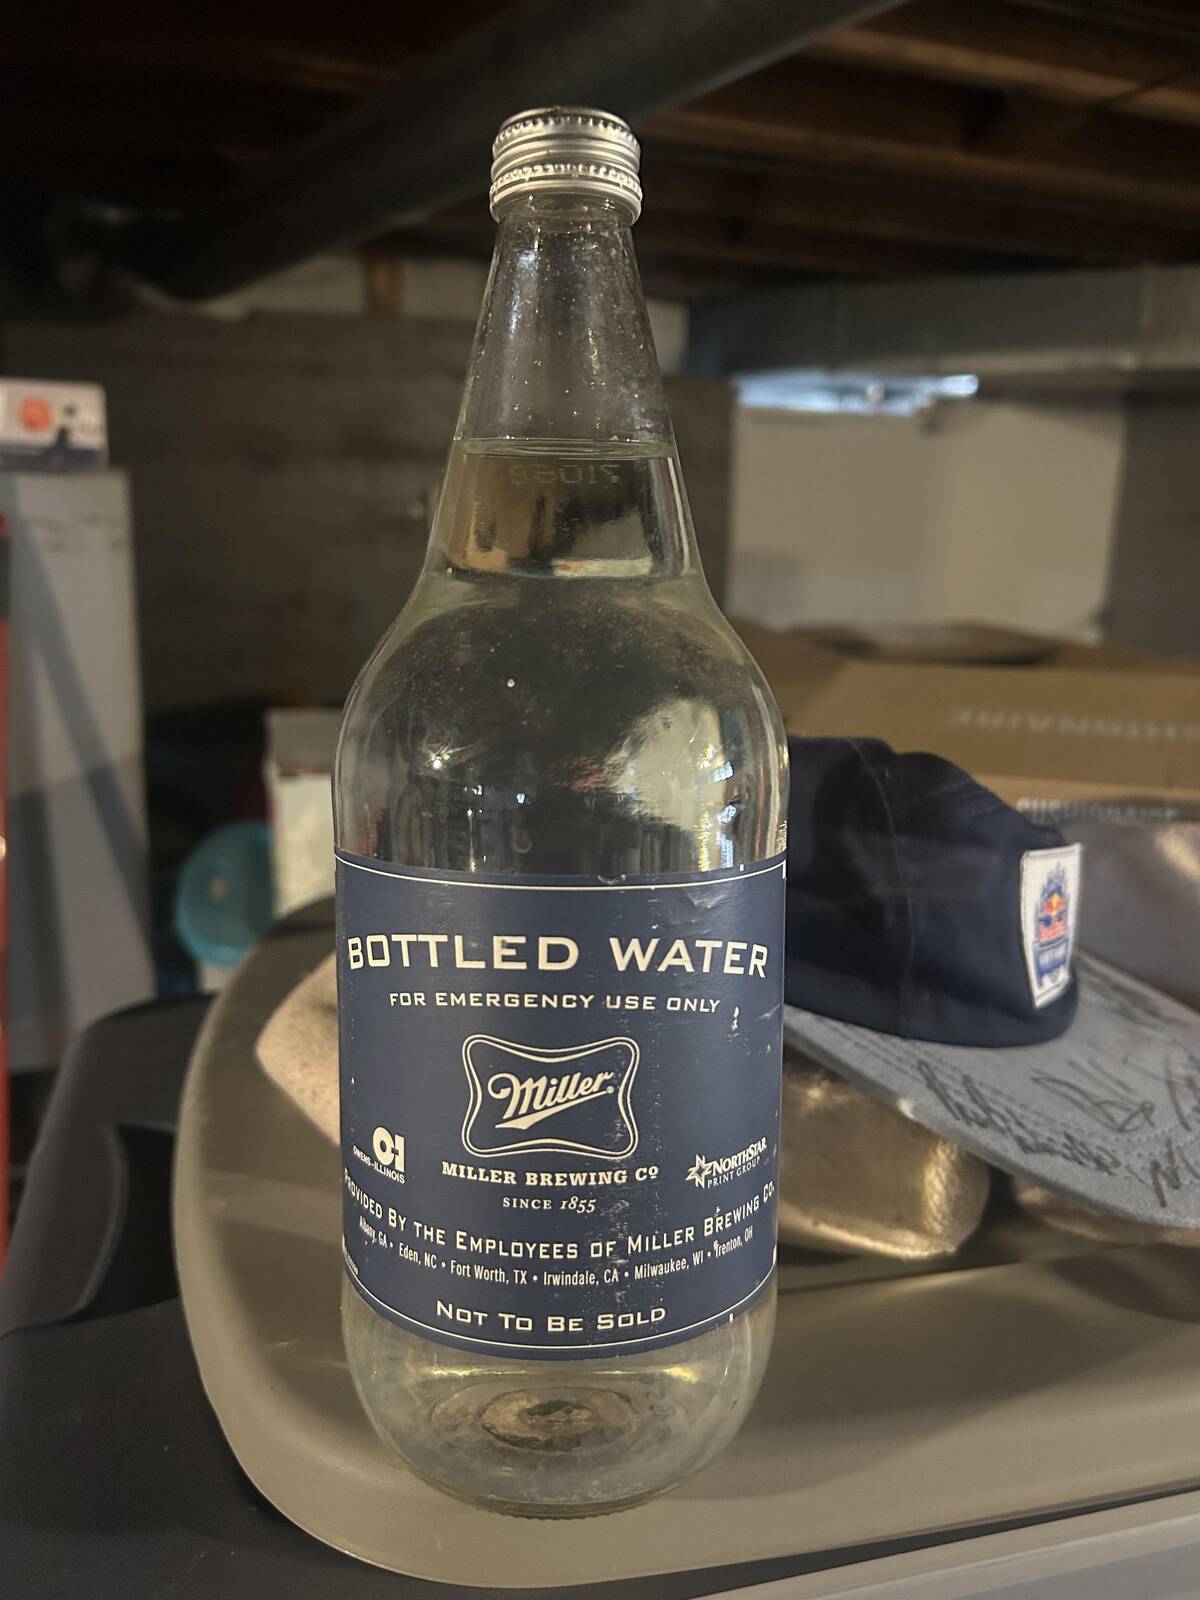 BOTTLED WATER
FOR EMERGENCY USE ONLY
Miller
OI
OWENS-ILLINOIS
MILLER BREWING Cº
SINCE 1855
NORTHSTAR
PRINT GROUP
PROVIDED BY THE EMPLOYEES OF MILLER BREWING CO.
Albany, GA • Eden, NC • Fort Worth, TX • Irwindale, CA • Milwaukee, WI • Trenton, OH
NOT TO BE SOLD
CUSHIONAIRE